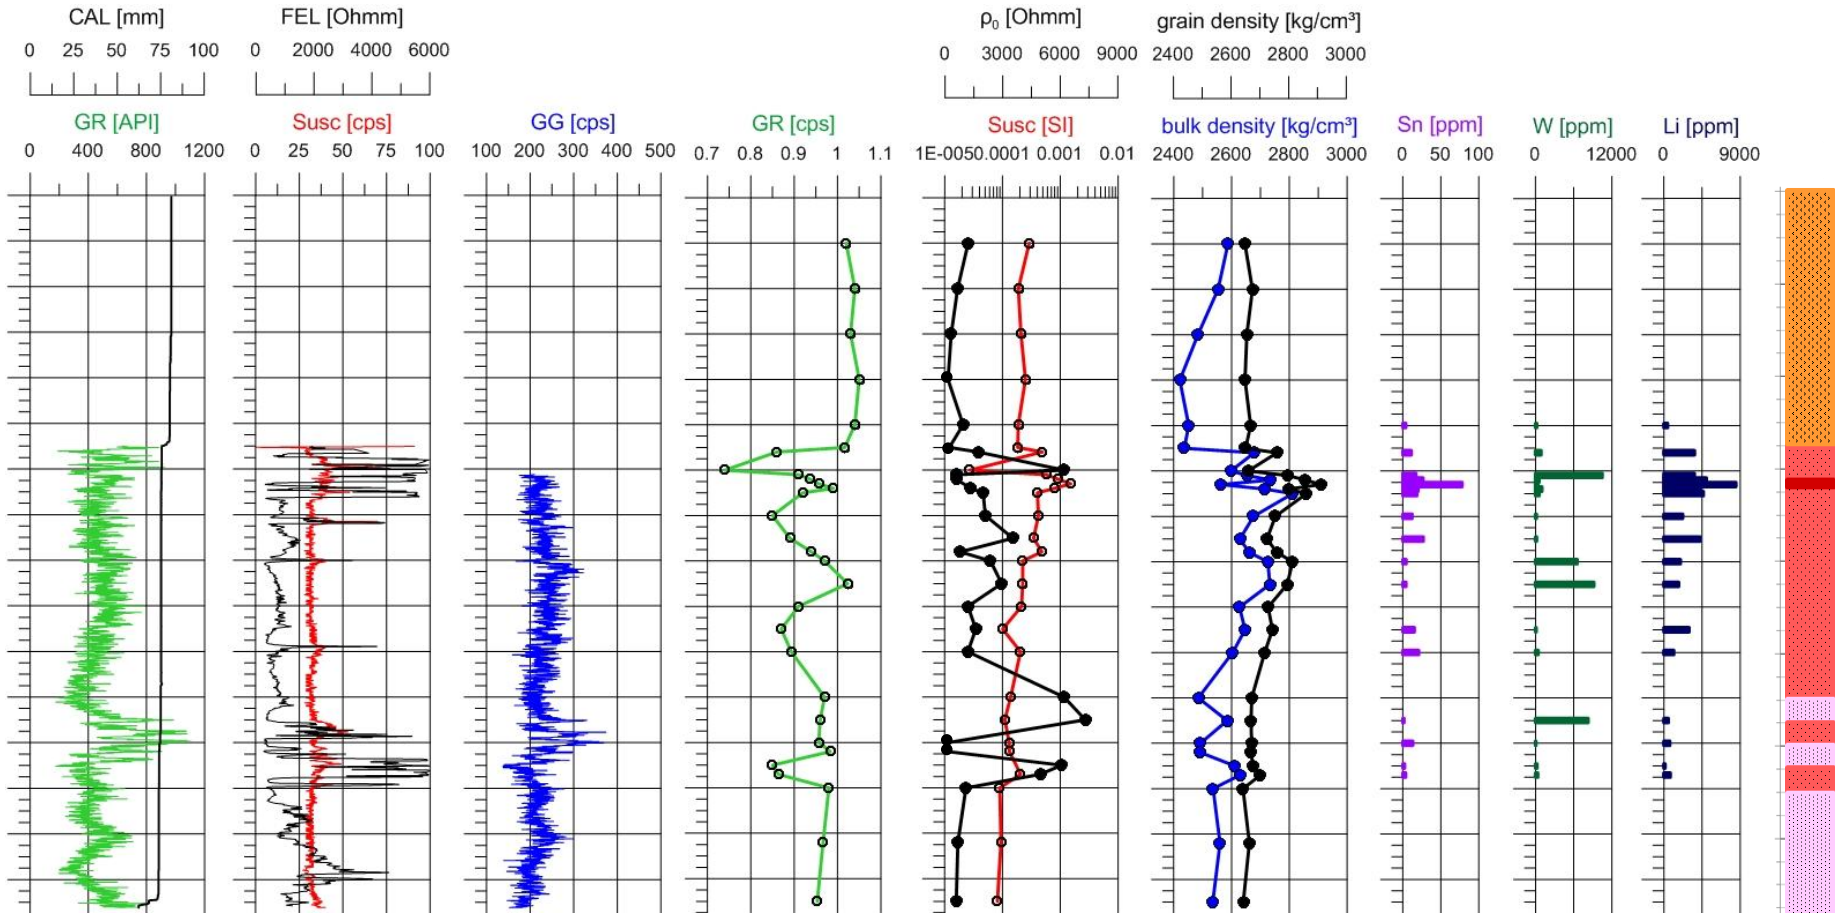 CAL [mm]
0 25 50 75 100
GR [API]
0 400 800 1200
FEL [Ohmm]
0 2000 4000 6000
Susc [cps]
0 25 50 75 100
GG [cps]
100 200 300 400 500
GR [cps]
0.7 0.8 0.9 1 1.1
ρ₀ [Ohmm]
0 3000 6000 9000
Susc [SI]
1E-0050.0001 0.001 0.01
grain density [kg/cm³]
2400 2600 2800 3000
bulk density [kg/cm³]
2400 2600 2800 3000
Sn [ppm]
0 50 100
W [ppm]
0 12000
Li [ppm]
0 9000